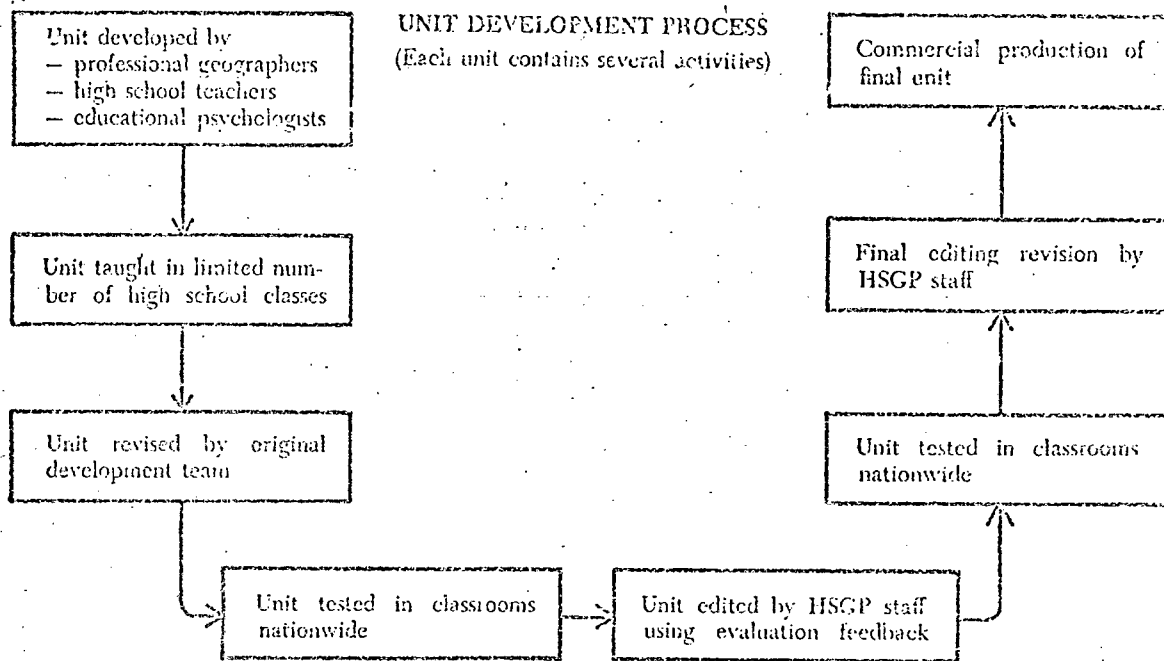 UNIT DEVELOPMENT PROCESS
(Each unit contains several activities)
Unit developed by
— professional geographers
— high school teachers
— educational psychologists
Unit taught in limited num-
ber of high school classes
Unit revised by original
development team
Unit tested in classrooms
nationwide
Unit edited by HSGP staff
using evaluation feedback
Unit tested in classrooms
nationwide
Final editing revision by
HSGP staff
Commercial production of
final unit